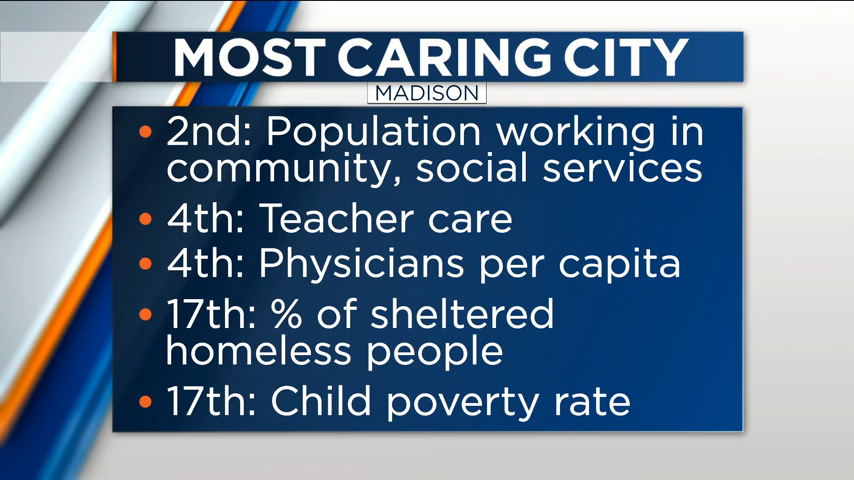 MOST CARING CITY
MADISON
• 2nd: Population working in
community, social services
• 4th: Teacher care
• 4th: Physicians per capita
• 17th: % of sheltered
homeless people
• 17th: Child poverty rate